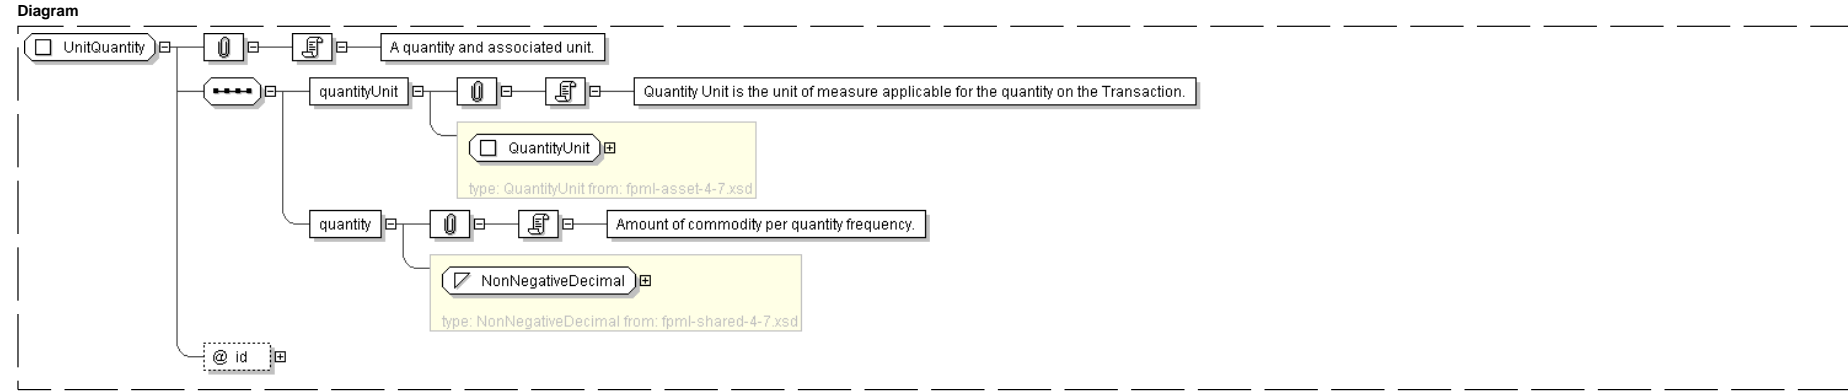 Diagram
UnitQuantity
A quantity and associated unit.
quantityUnit
Quantity Unit is the unit of measure applicable for the quantity on the Transaction.
QuantityUnit
type: QuantityUnit from: fpml-asset-4-7.xsd
quantity
Amount of commodity per quantity frequency.
NonNegativeDecimal
type: NonNegativeDecimal from: fpml-shared-4-7.xsd
@ id